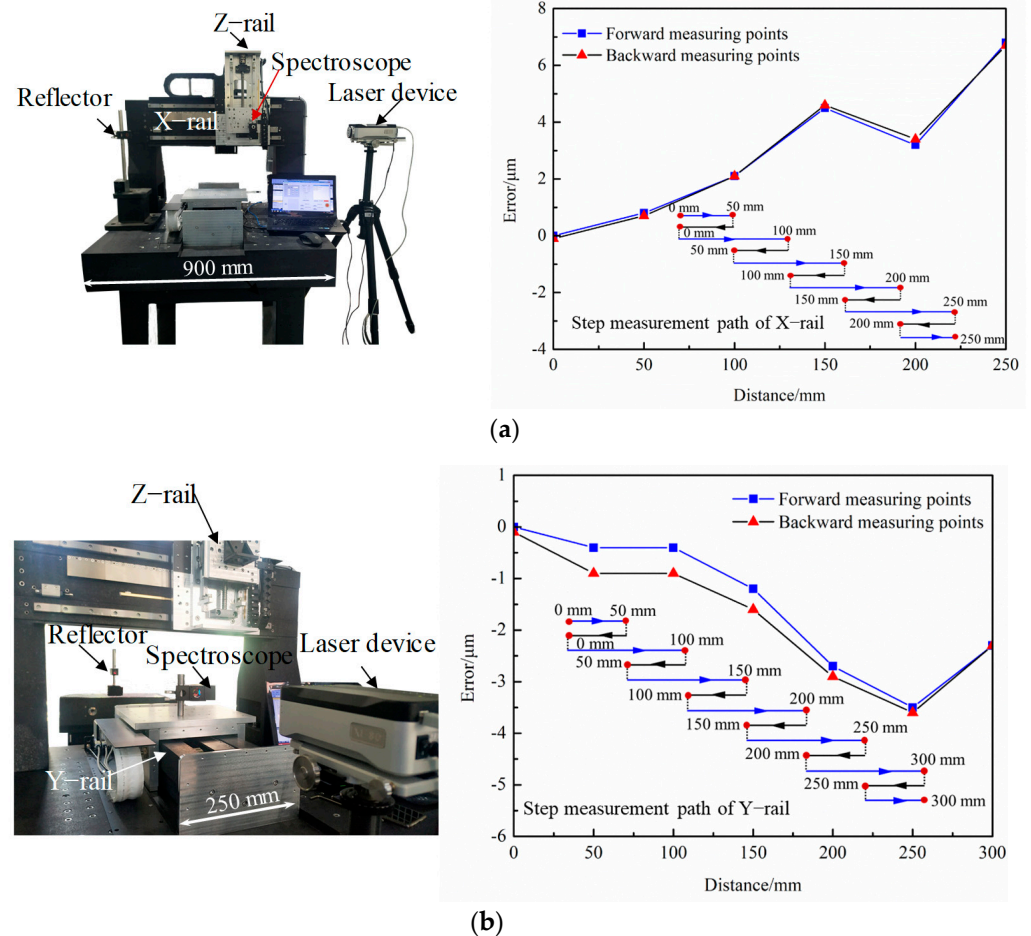 Z−rail
Spectroscope
Laser device
Reflector
X−rail
900 mm
8
6
4
2
0
-2
-4
Error/μm
Forward measuring points
Backward measuring points
0 mm
50 mm
0 mm
100 mm
50 mm
150 mm
100 mm
200 mm
150 mm
250 mm
200 mm
250 mm
Step measurement path of X−rail
0
50
100
150
200
250
Distance/mm
(a)
Z−rail
Reflector
Spectroscope
Laser device
Y−rail
250 mm
1
0
-1
-2
-3
-4
-5
-6
Error/μm
Forward measuring points
Backward measuring points
0 mm
50 mm
0 mm
100 mm
50 mm
150 mm
100 mm
200 mm
150 mm
250 mm
200 mm
300 mm
250 mm
300 mm
Step measurement path of Y−rail
0
50
100
150
200
250
300
Distance/mm
(b)